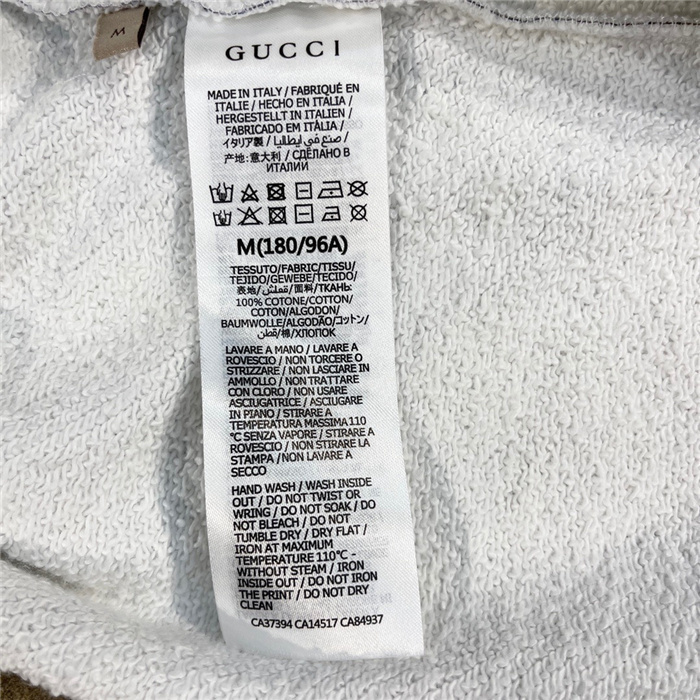 M
GUCCI
MADE IN ITALY / FABRIQUÉ EN
ITALIE / HECHO EN ITALIA /
HERGESTELLT IN ITALIEN /
FABRICADO EM ITÁLIA /
イタリア製 / صنع في ايطاليا /
产地: 意大利 / СДЕЛАНО В
ИТАЛИИ
M(180/96A)
TESSUTO/FABRIC/TISSU/
TEJIDO/GEWEBE/TECIDO/
表地/قماش/面料/ТКАНЬ:
100% COTONE/COTTON/
COTON/ALGODON/
BAUMWOLLE/ALGODÃO/コットン/
قطن/棉/ХЛОПОК
LAVARE A MANO / LAVARE A
ROVESCIO / NON TORCERE O
STRIZZARE / NON LASCIARE IN
AMMOLLO / NON TRATTARE
CON CLORO / NON USARE
ASCIUGATRICE / ASCIUGARE
IN PIANO / STIRARE A
TEMPERATURA MASSIMA 110
°C SENZA VAPORE / STIRARE A
ROVESCIO / NON STIRARE LA
STAMPA / NON LAVARE A
SECCO
HAND WASH / WASH INSIDE
OUT / DO NOT TWIST OR
WRING / DO NOT SOAK / DO
NOT BLEACH / DO NOT
TUMBLE DRY / DRY FLAT /
IRON AT MAXIMUM
TEMPERATURE 110°C -
WITHOUT STEAM / IRON
INSIDE OUT / DO NOT IRON
THE PRINT / DO NOT DRY
CLEAN
CA37394 CA14517 CA84937